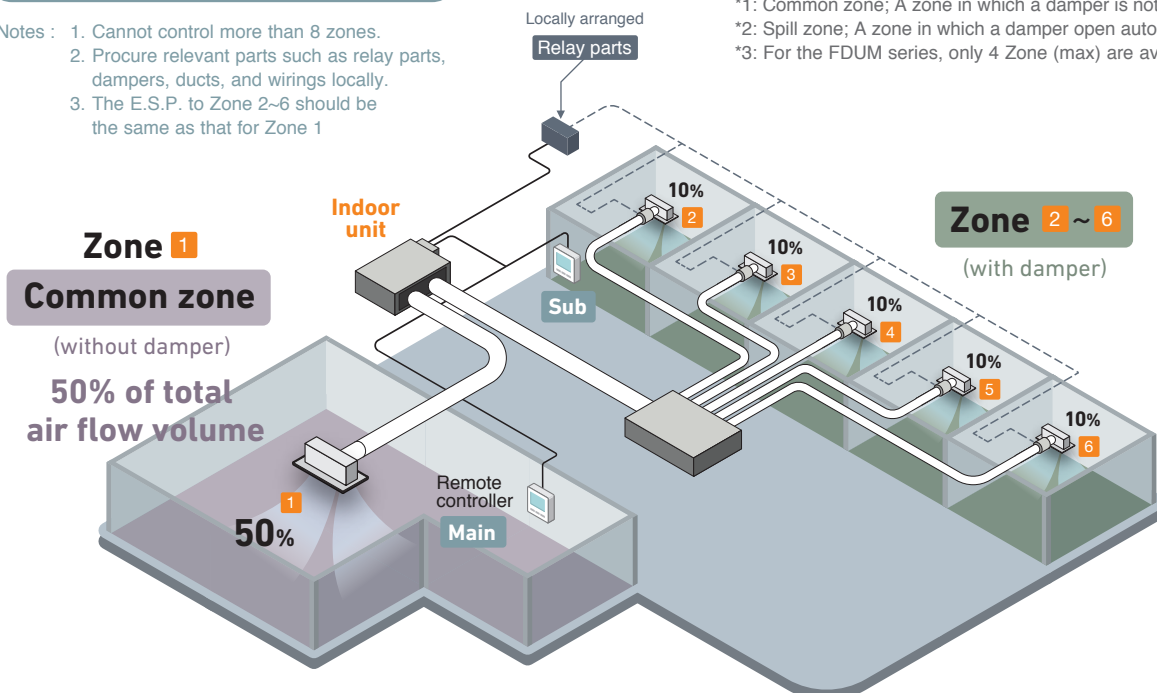 Notes : 1. Cannot control more than 8 zones.
2. Procure relevant parts such as relay parts,
dampers, ducts, and wirings locally.
3. The E.S.P. to Zone 2~6 should be
the same as that for Zone 1
*1: Common zone; A zone in which a damper is not
*2: Spill zone; A zone in which a damper open auto
*3: For the FDUM series, only 4 Zone (max) are av
Locally arranged
Relay parts
Indoor
unit
Zone 1
Common zone
(without damper)
50% of total
air flow volume
Zone 2 ~ 6
(with damper)
Sub
10%
2
10%
3
10%
4
10%
5
10%
6
1
50%
Remote
controller
Main